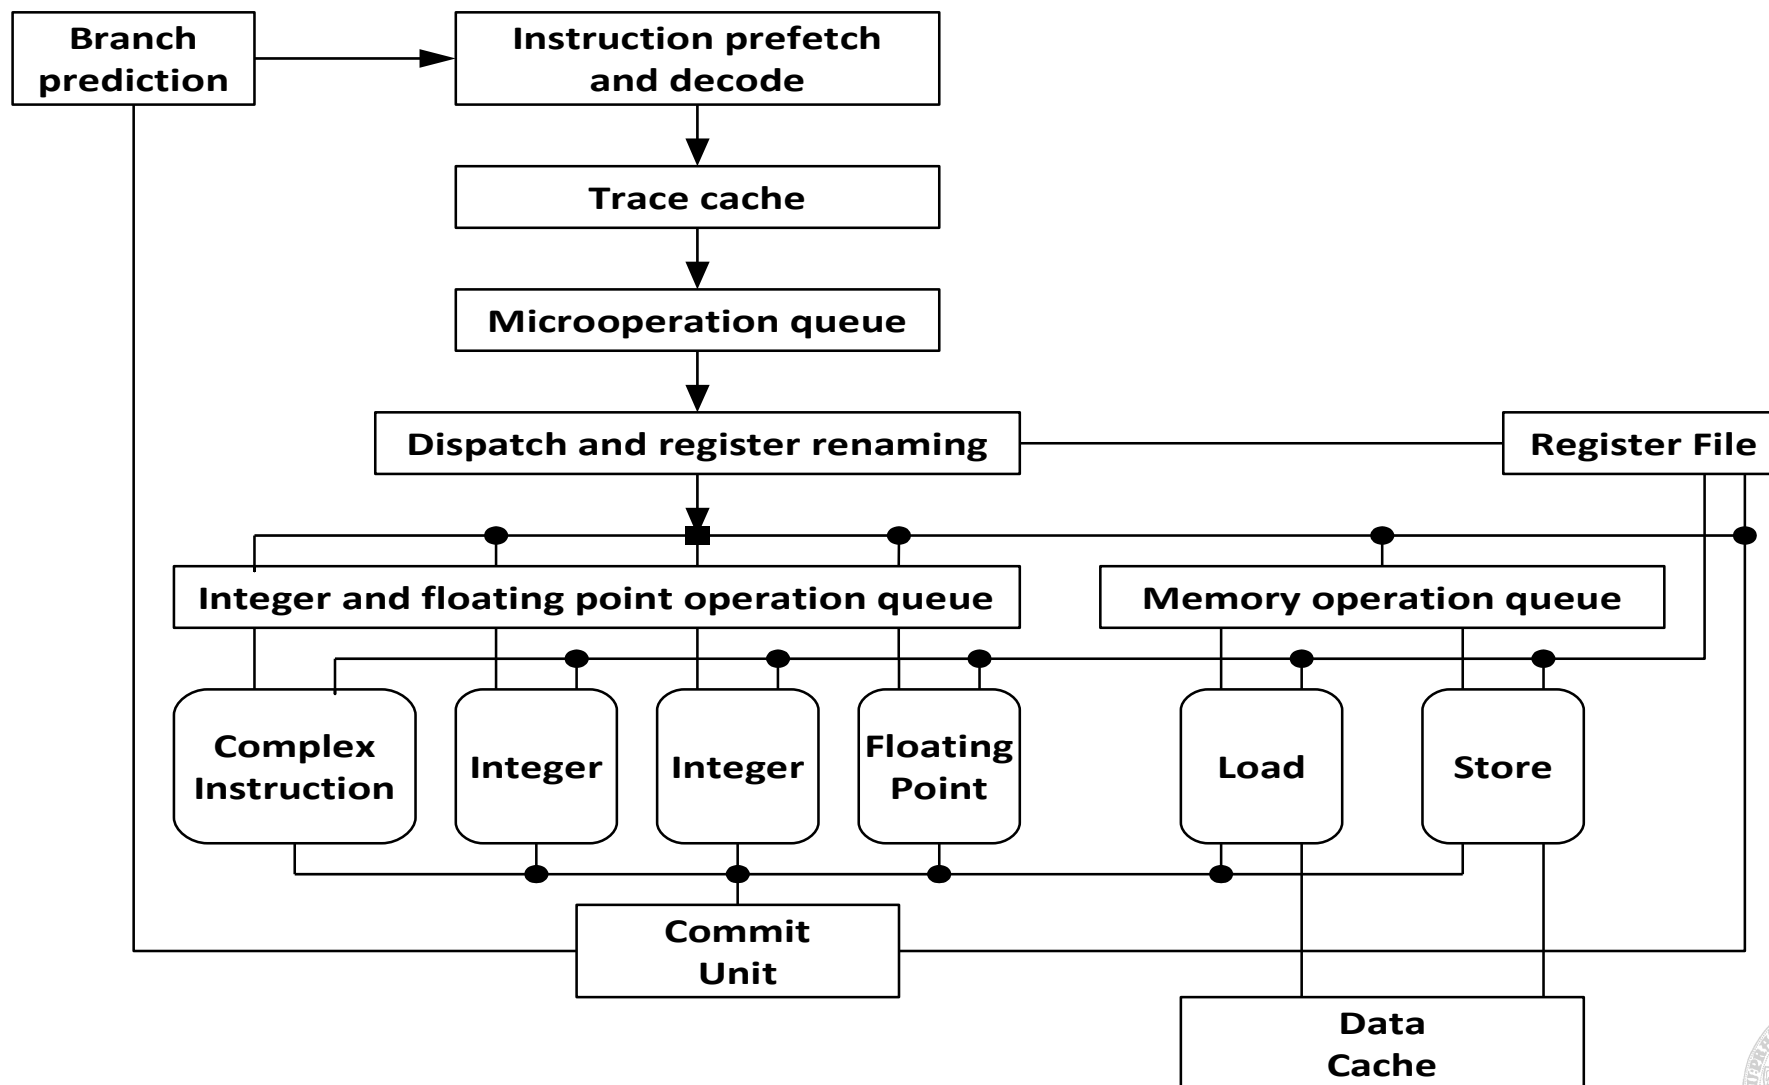 Branch
prediction
Instruction prefetch
and decode
Trace cache
Microoperation queue
Dispatch and register renaming
Register File
Integer and floating point operation queue
Memory operation queue
Complex
Instruction
Integer
Integer
Floating
Point
Load
Store
Commit
Unit
Data
Cache